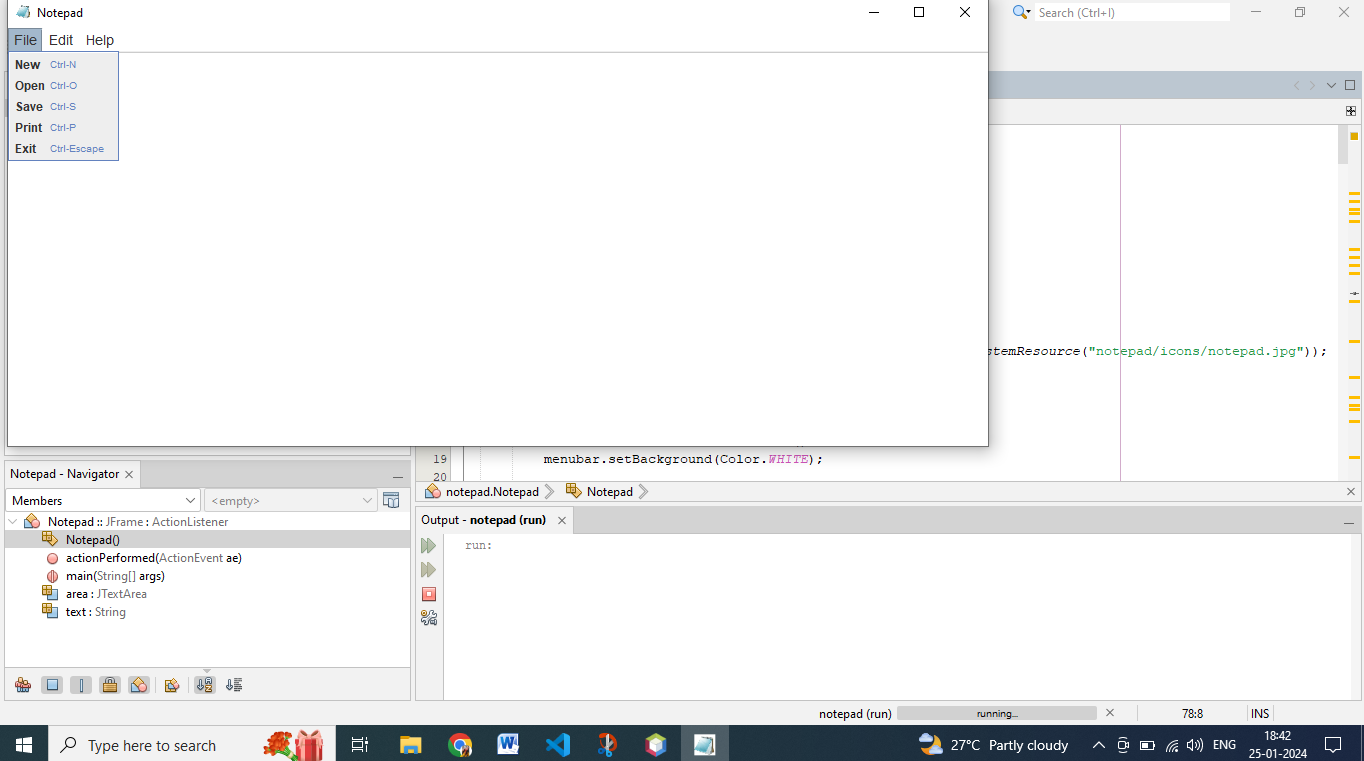 Notepad
Search (Ctrl+I)
File Edit Help
New Ctrl-N
Open Ctrl-O
Save Ctrl-S
Print Ctrl-P
Exit Ctrl-Escape
stemResource("notepad/icons/notepad.jpg"));
19 menubar.setBackground(Color.WHITE);
20
Notepad - Navigator
Members <empty>
notepad.Notepad Notepad
Notepad :: JFrame : ActionListener
Notepad()
actionPerformed(ActionEvent ae)
main(String[] args)
area : JTextArea
text : String
Output - notepad (run)
run:
notepad (run) running... 78:8 INS
Type here to search
27°C Partly cloudy ENG 18:42
25-01-2024